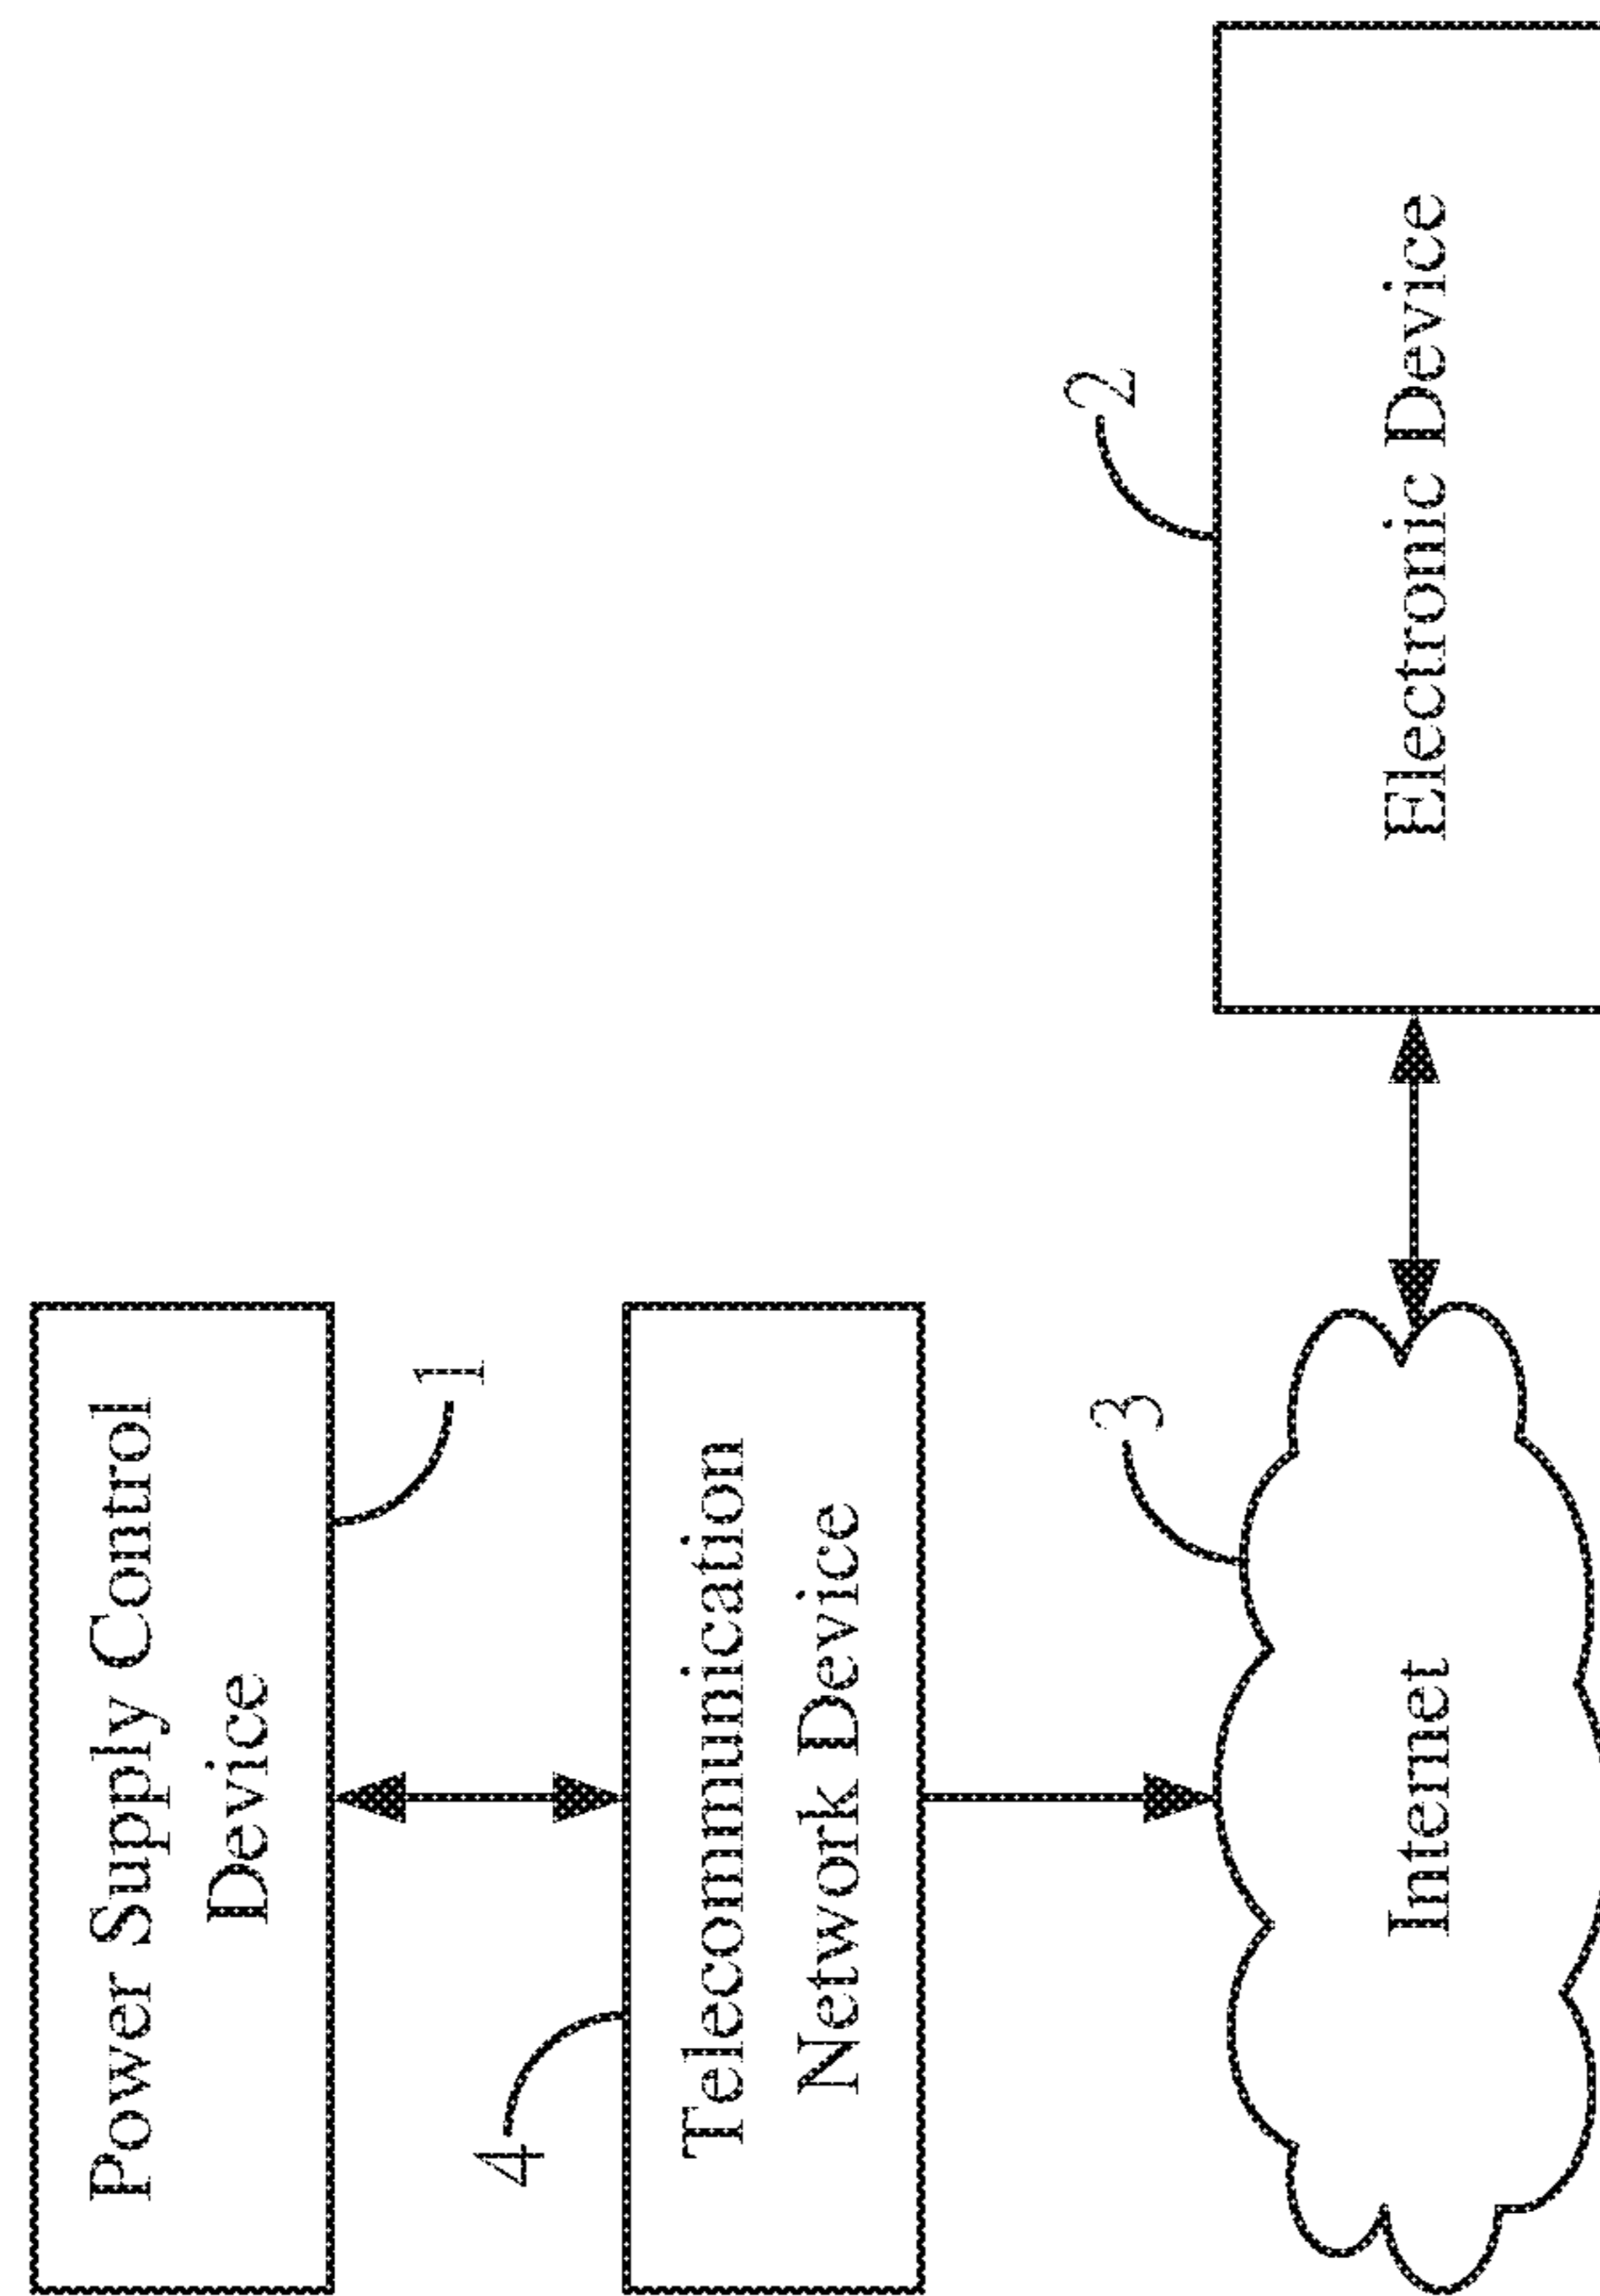 Power Supply Control
Device
1
4
Telecommunication
Network Device
3
Internet
2
Electronic Device